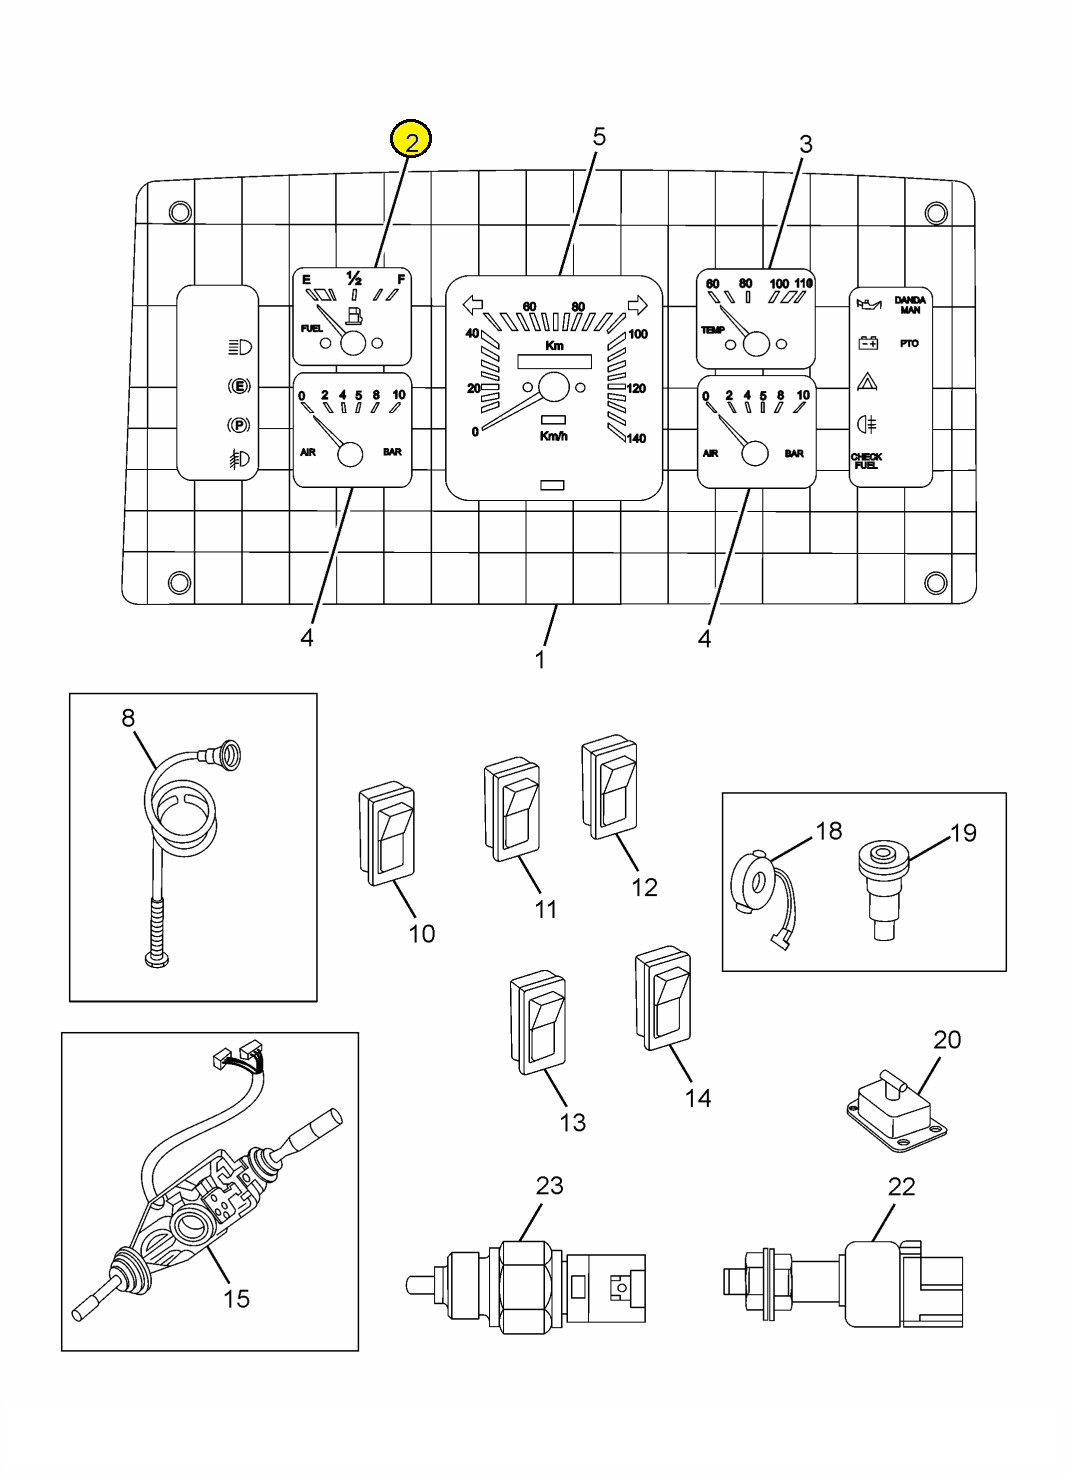 2
5
3
E 1/2 F
FUEL
0 2 4 5 8 10
AIR BAR
60 80
40 100
Km
20 120
0 Km/h 140
60 80 100 110
TEMP
0 2 4 5 8 10
AIR BAR
E
P
DANDA
MAN
- +
PTO
CHECK
FUEL
4
4
1
8
10
11
12
18
19
13
14
20
15
23
22